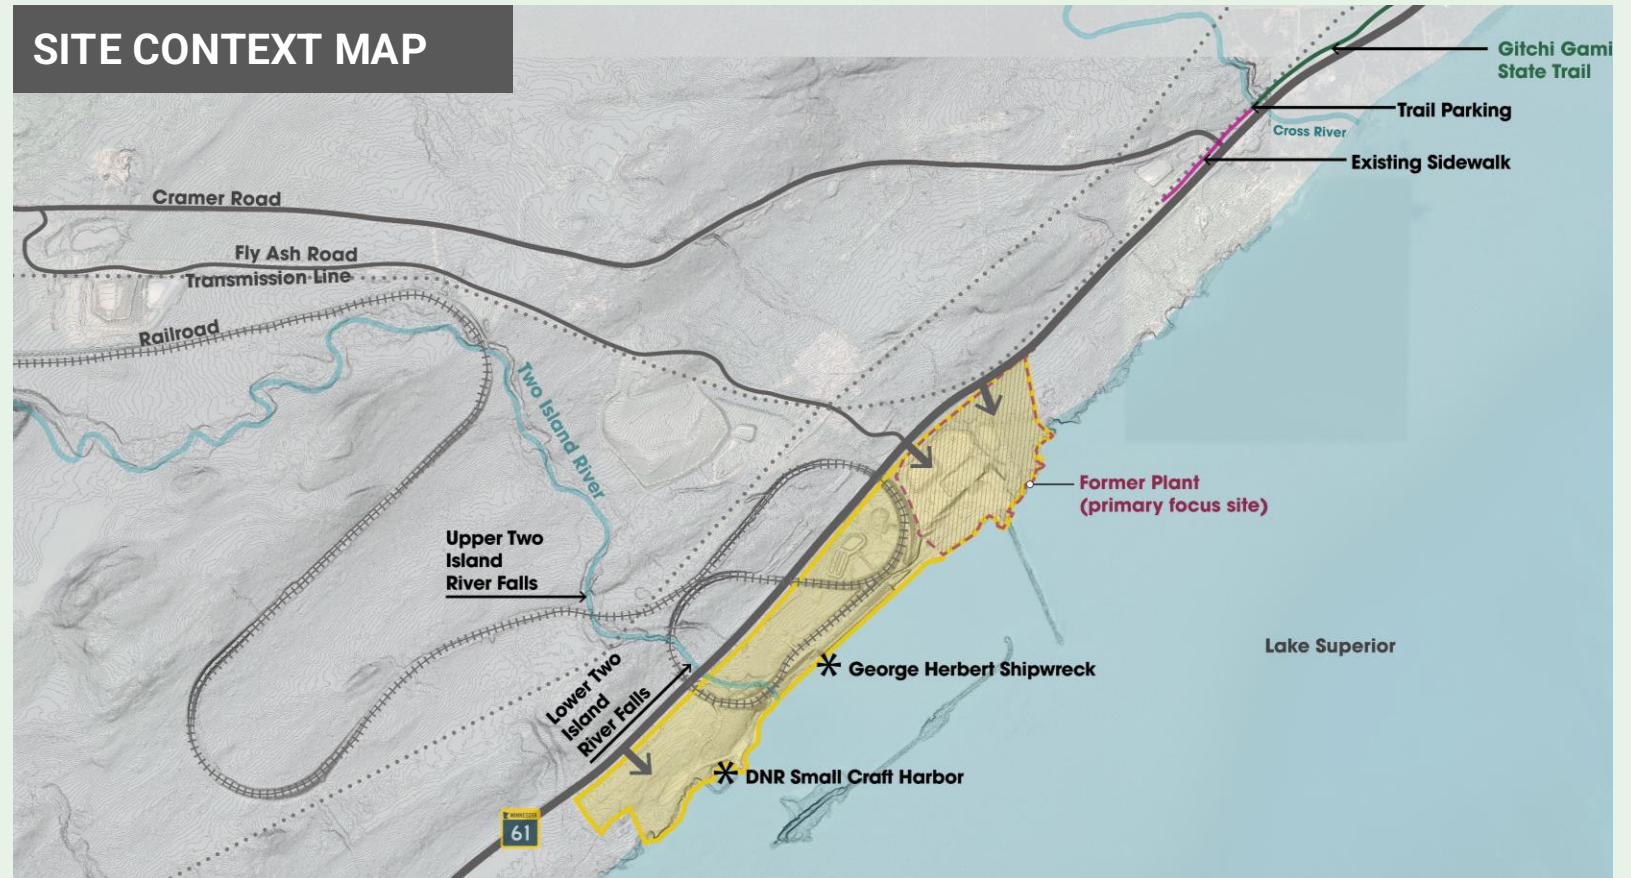 SITE CONTEXT MAP
Gitchi Gami
State Trail
Trail Parking
Cross River
Existing Sidewalk
Cramer Road
Fly Ash Road
Transmission Line
Railroad
Two Island River
Former Plant
(primary focus site)
Upper Two
Island
River Falls
Lower Two
Island
River Falls
George Herbert Shipwreck
Lake Superior
DNR Small Craft Harbor
MINNESOTA
61